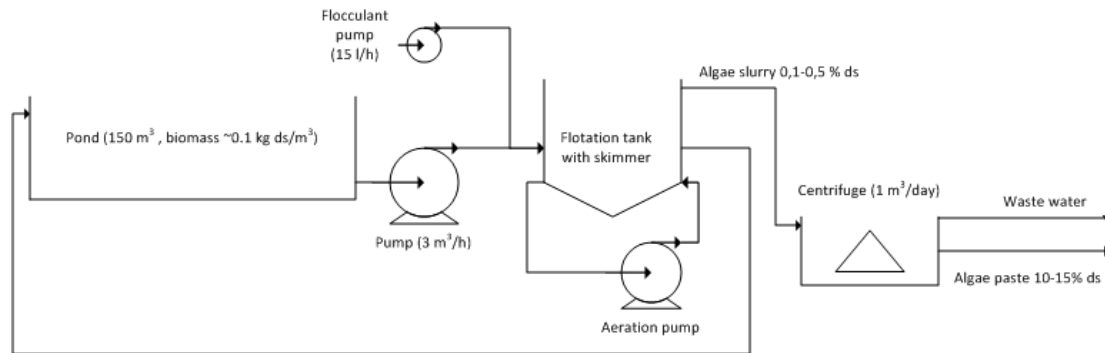 Flocculant
pump
(15 l/h)
Algae slurry 0,1-0,5 % ds
Pond (150 m³ , biomass ~0.1 kg ds/m³)
Flotation tank
with skimmer
Centrifuge (1 m³/day)
Waste water
Pump (3 m³/h)
Algae paste 10-15% ds
Aeration pump